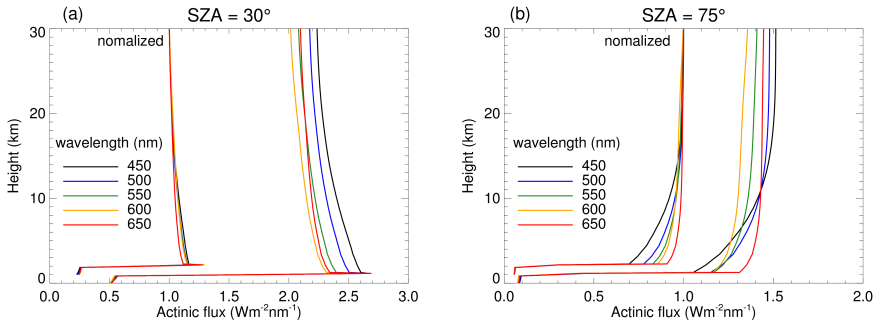 (a)
SZA = 30°
nomalized
30
20
10
0
Height (km)
wavelength (nm)
450
500
550
600
650
0.0 0.5 1.0 1.5 2.0 2.5 3.0
Actinic flux (Wm-2nm-1)
(b)
SZA = 75°
nomalized
30
20
10
0
Height (km)
wavelength (nm)
450
500
550
600
650
0.0 0.5 1.0 1.5 2.0
Actinic flux (Wm-2nm-1)